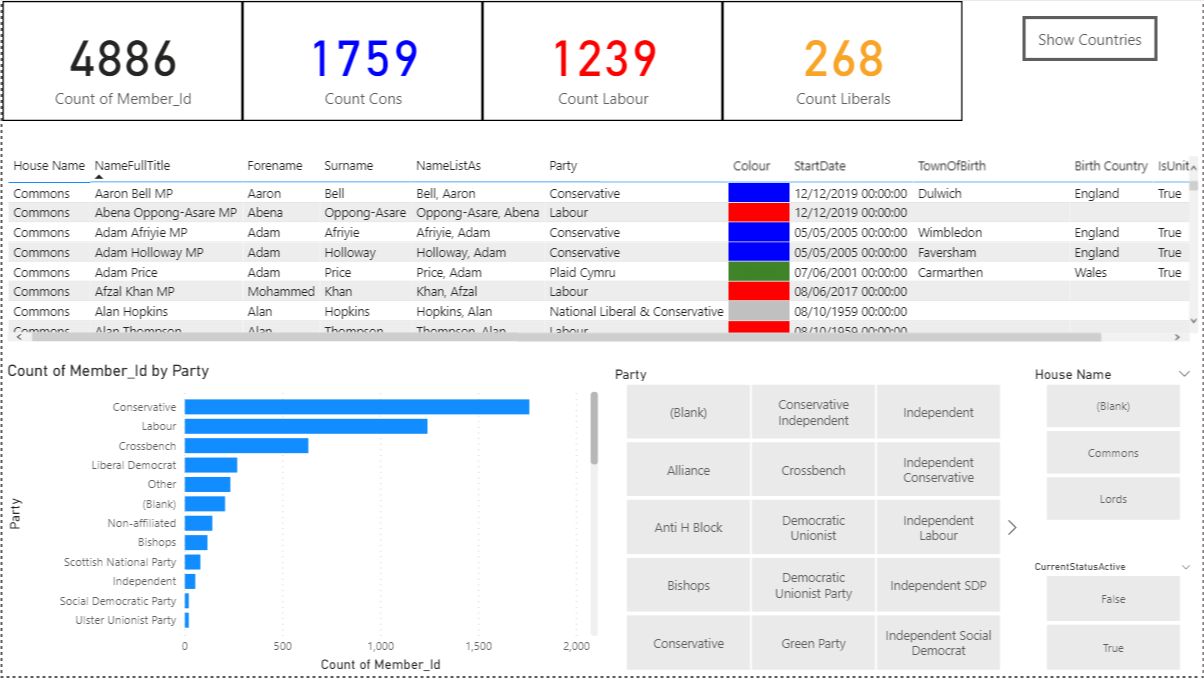 4886
Count of Member_Id
1759
Count Cons
1239
Count Labour
268
Count Liberals
Show Countries
House Name NameFullTitle Forename Surname NameListAs Party Colour StartDate TownOfBirth Birth Country IsUnit
Commons Aaron Bell MP Aaron Bell Bell, Aaron Conservative 12/12/2019 00:00:00 Dulwich England True
Commons Abena Oppong-Asare MP Abena Oppong-Asare Oppong-Asare, Abena Labour 12/12/2019 00:00:00
Commons Adam Afriyie MP Adam Afriyie Afriyie, Adam Conservative 05/05/2005 00:00:00 Wimbledon England True
Commons Adam Holloway MP Adam Holloway Holloway, Adam Conservative 05/05/2005 00:00:00 Faversham England True
Commons Adam Price Adam Price Price, Adam Plaid Cymru 07/06/2001 00:00:00 Carmarthen Wales True
Commons Afzal Khan MP Mohammed Khan Khan, Afzal Labour 08/06/2017 00:00:00
Commons Alan Hopkins Alan Hopkins Hopkins, Alan National Liberal & Conservative 08/10/1959 00:00:00
Commons Alan Thompson Alan Thompson Thompson, Alan Labour 08/10/1959 00:00:00
Count of Member_Id by Party
Party
Conservative
Labour
Crossbench
Liberal Democrat
Other
(Blank)
Non-affiliated
Bishops
Scottish National Party
Independent
Social Democratic Party
Ulster Unionist Party
0 500 1,000 1,500 2,000
Count of Member_Id
Party
(Blank)
Conservative
Independent
Independent
Alliance
Crossbench
Independent
Conservative
Anti H Block
Democratic
Unionist
Independent
Labour
Bishops
Democratic
Unionist Party
Independent SDP
Conservative
Green Party
Independent Social
Democrat
House Name
(Blank)
Commons
Lords
CurrentStatusActive
False
True